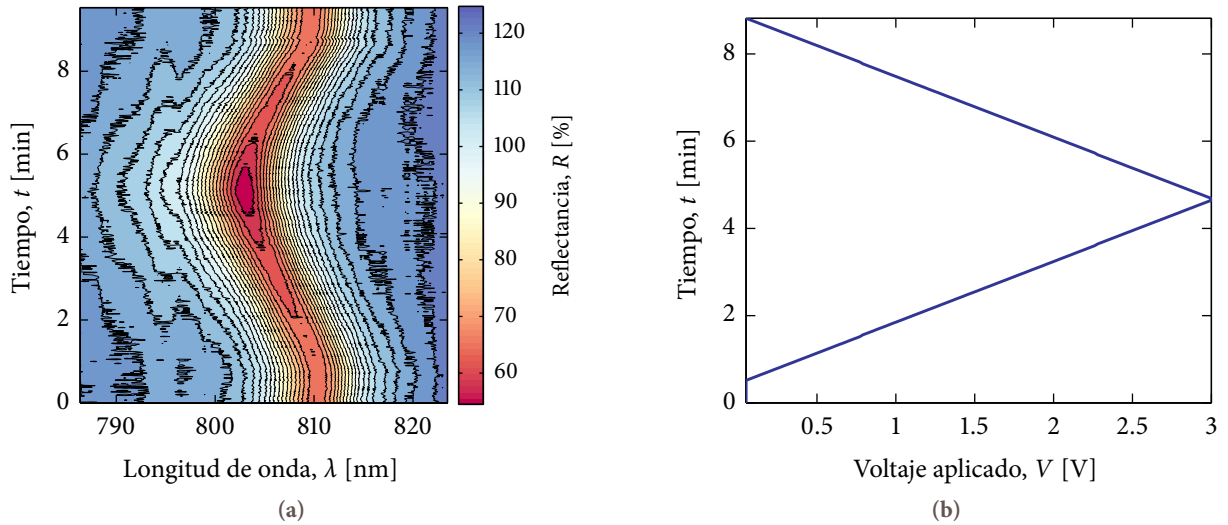 120
110
100
90
80
70
60
Reflectancia, R [%]
8
6
4
2
0
Tiempo, t [min]
790 800 810 820
Longitud de onda, λ [nm]
(a)
8
6
4
2
0
Tiempo, t [min]
0.5 1 1.5 2 2.5 3
Voltaje aplicado, V [V]
(b)